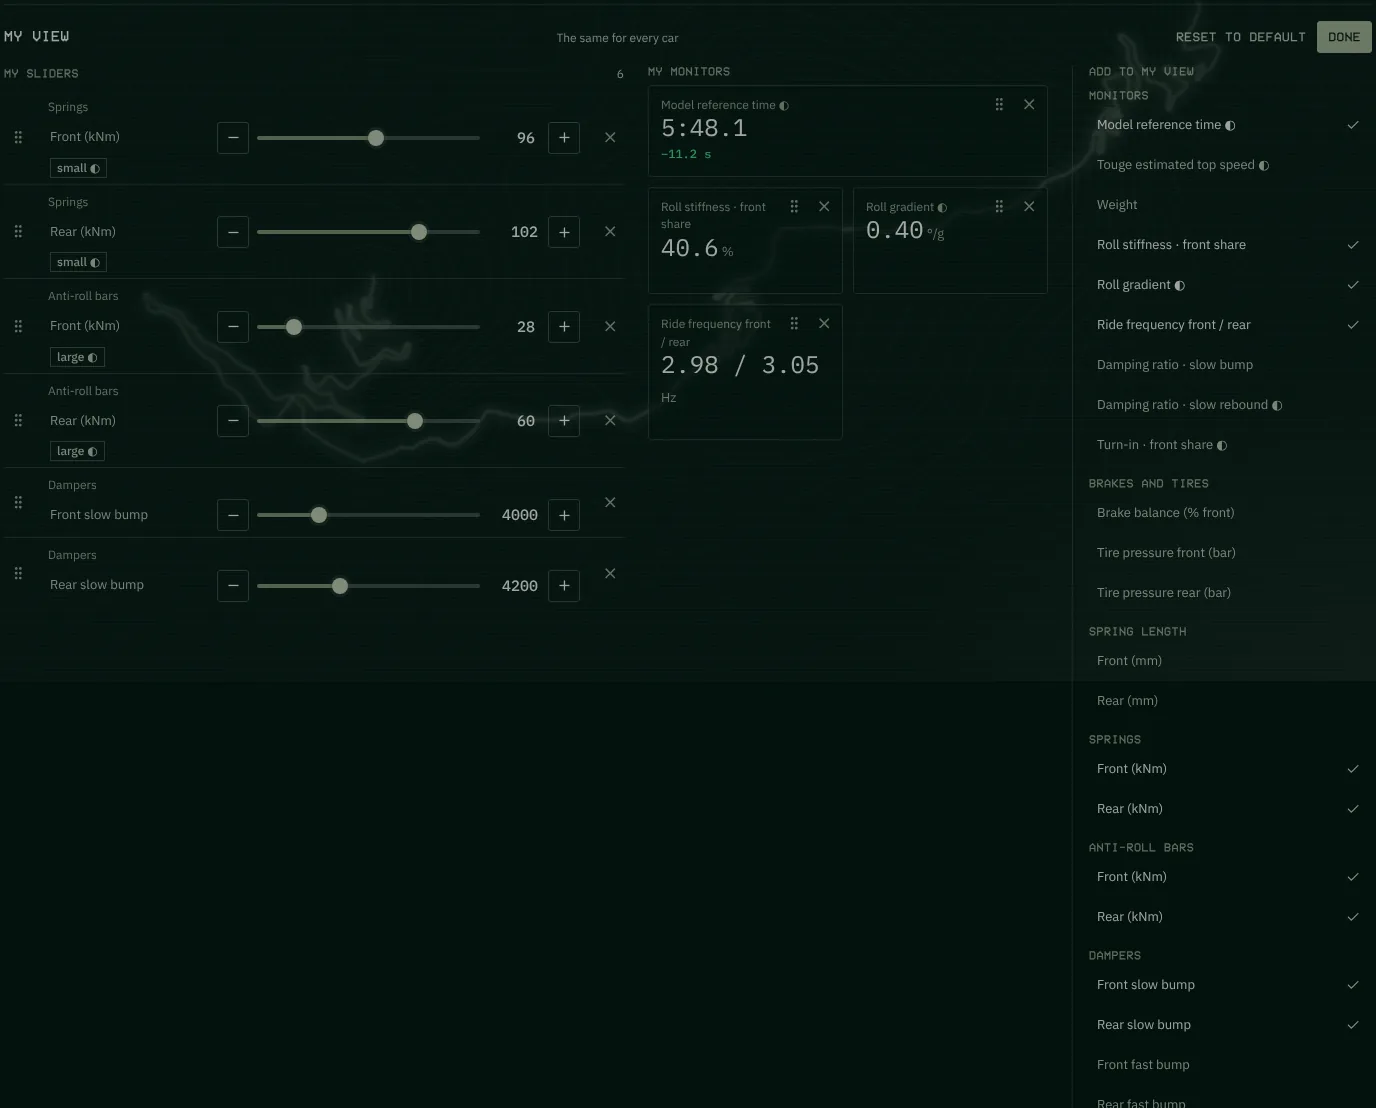 MY VIEW
The same for every car
RESET TO DEFAULT
DONE
MY SLIDERS
6
Springs
Front (kNm)
− 96 +
small
Springs
Rear (kNm)
− 102 +
small
Anti-roll bars
Front (kNm)
− 28 +
large
Anti-roll bars
Rear (kNm)
− 60 +
large
Dampers
Front slow bump
− 4000 +
Dampers
Rear slow bump
− 4200 +
MY MONITORS
Model reference time
5:48.1
−11.2 s
Roll stiffness · front
share
40.6 %
Roll gradient
0.40 °/g
Ride frequency front
/ rear
2.98 / 3.05
Hz
ADD TO MY VIEW
MONITORS
Model reference time
Touge estimated top speed
Weight
Roll stiffness · front share
Roll gradient
Ride frequency front / rear
Damping ratio · slow bump
Damping ratio · slow rebound
Turn-in · front share
BRAKES AND TIRES
Brake balance (% front)
Tire pressure front (bar)
Tire pressure rear (bar)
SPRING LENGTH
Front (mm)
Rear (mm)
SPRINGS
Front (kNm)
Rear (kNm)
ANTI-ROLL BARS
Front (kNm)
Rear (kNm)
DAMPERS
Front slow bump
Rear slow bump
Front fast bump
Rear fast bump